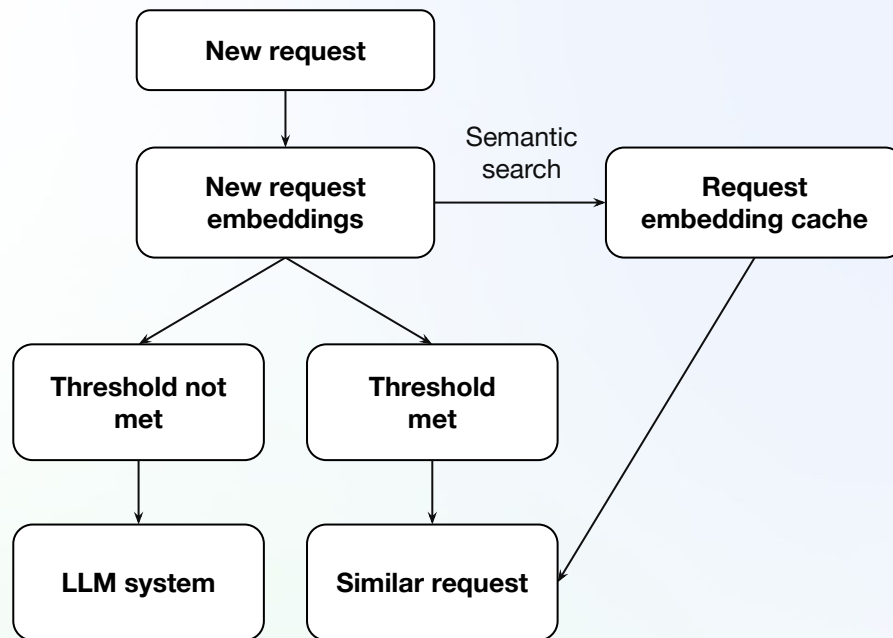 New request
Semantic
search
New request
embeddings
Request
embedding cache
Threshold not
met
Threshold
met
LLM system
Similar request